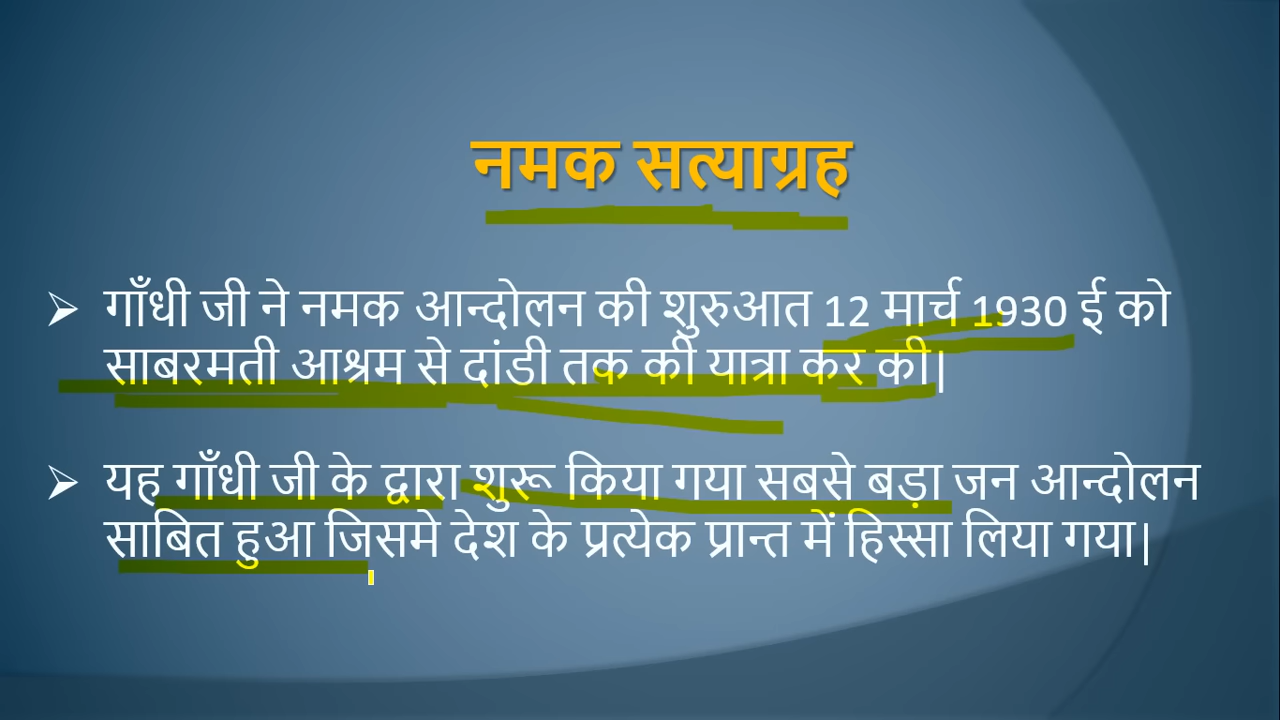 नमक सत्याग्रह
➢ गाँधी जी ने नमक आन्दोलन की शुरुआत 12 मार्च 1930 ई को
साबरमती आश्रम से दांडी तक की यात्रा कर की|
➢ यह गाँधी जी के द्वारा शुरू किया गया सबसे बड़ा जन आन्दोलन
साबित हुआ जिसमे देश के प्रत्येक प्रान्त में हिस्सा लिया गया|